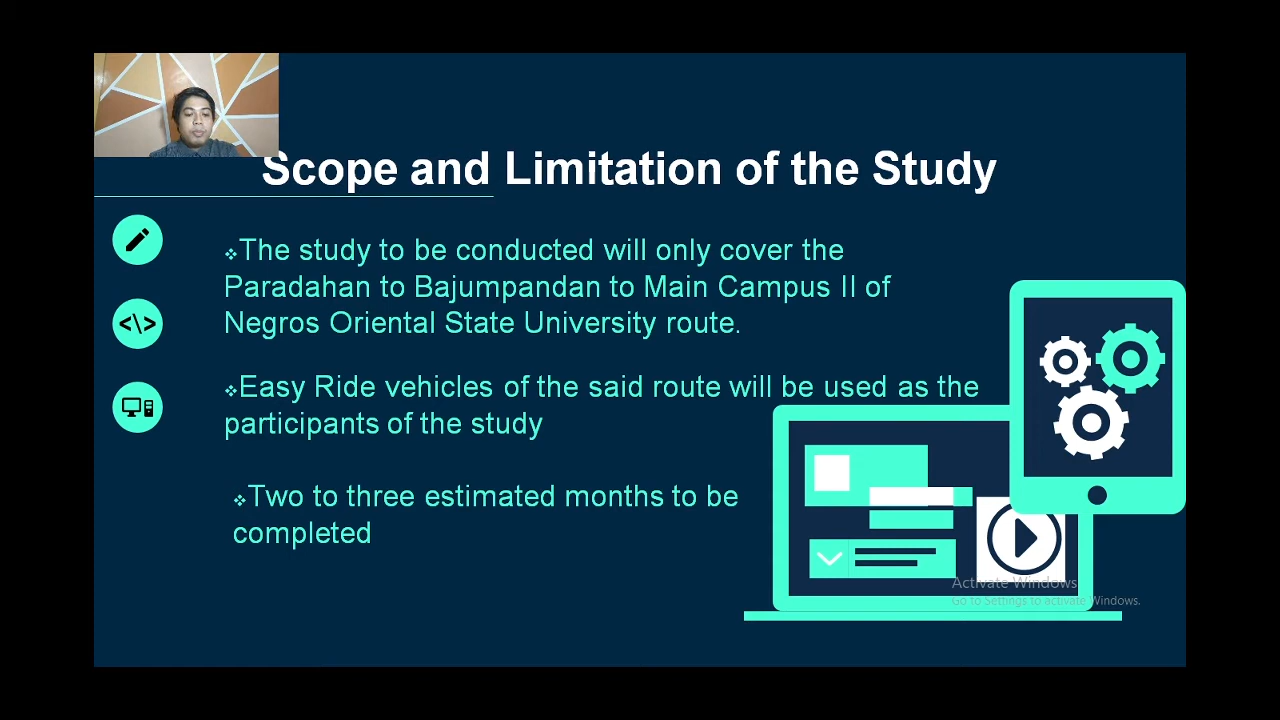 Scope and Limitation of the Study
❖The study to be conducted will only cover the
Paradahan to Bajumpandan to Main Campus II of
Negros Oriental State University route.
❖Easy Ride vehicles of the said route will be used as the
participants of the study
❖Two to three estimated months to be
completed
Activate Windows
Go to Settings to activate Windows.